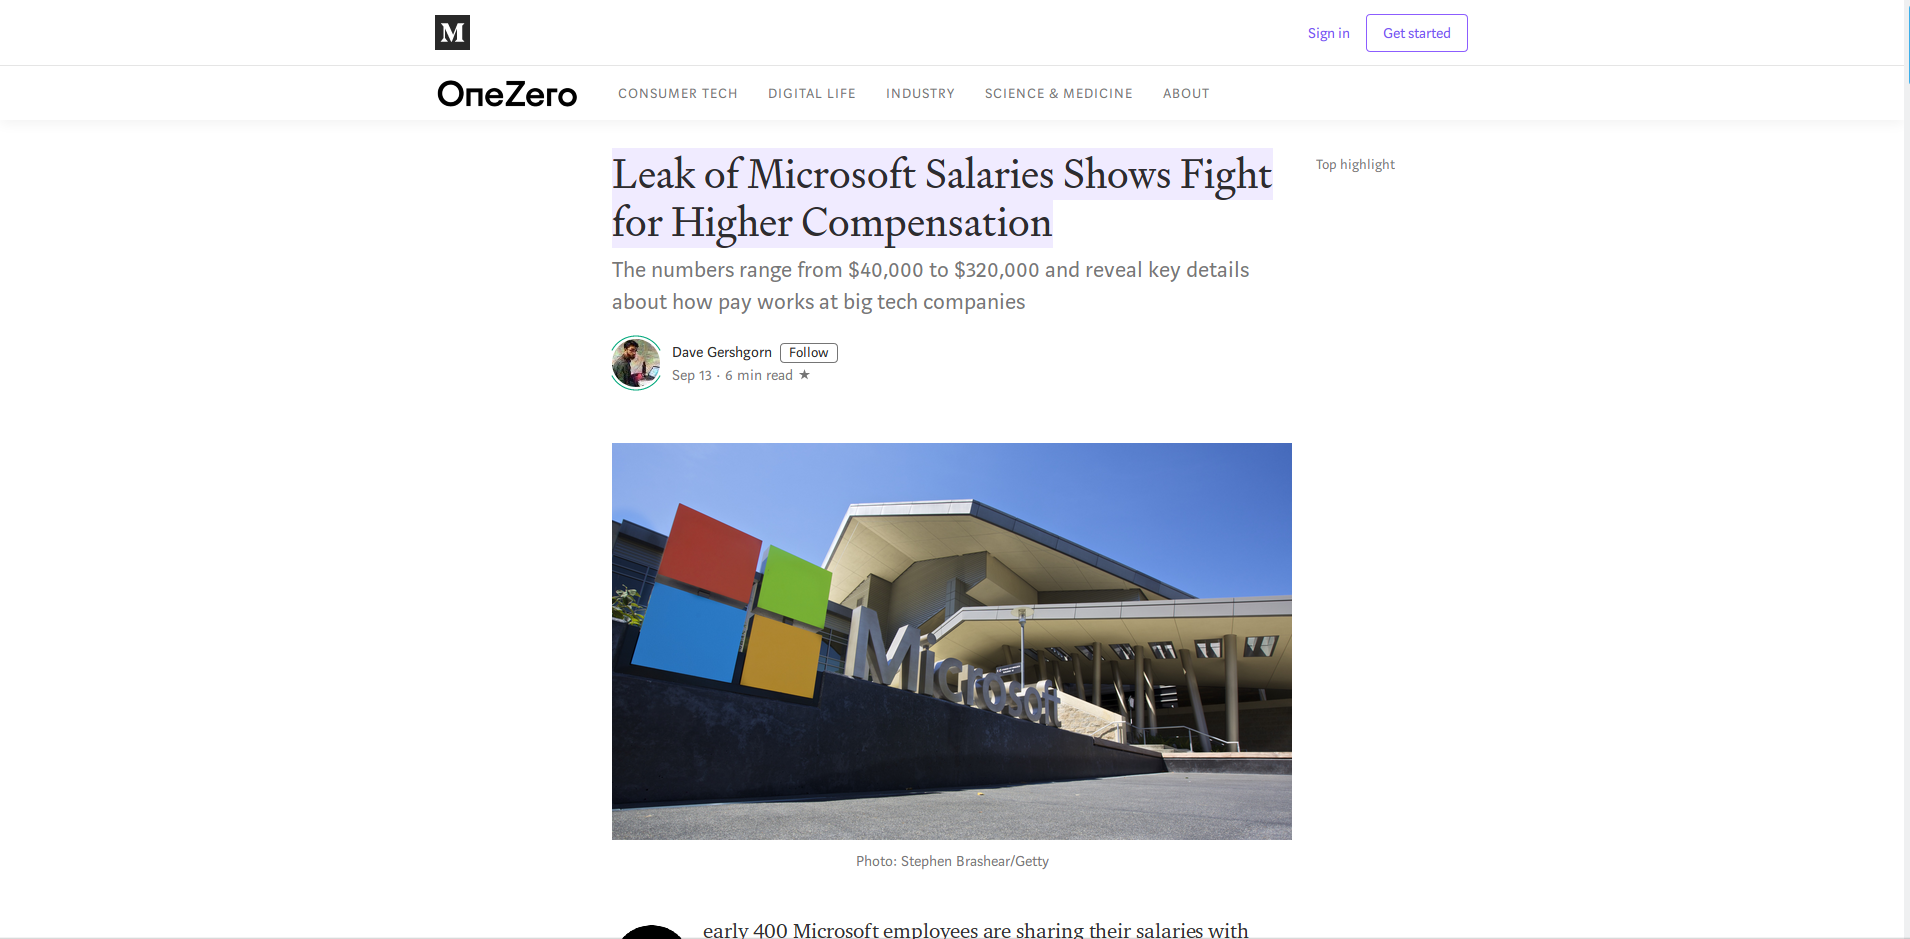 M
Sign in
Get started
OneZero
CONSUMER TECH
DIGITAL LIFE
INDUSTRY
SCIENCE & MEDICINE
ABOUT
Leak of Microsoft Salaries Shows Fight
for Higher Compensation
Top highlight
The numbers range from $40,000 to $320,000 and reveal key details
about how pay works at big tech companies
Dave Gershgorn
Follow
Sep 13 · 6 min read ★
Microsoft
Photo: Stephen Brashear/Getty
early 400 Microsoft employees are sharing their salaries with